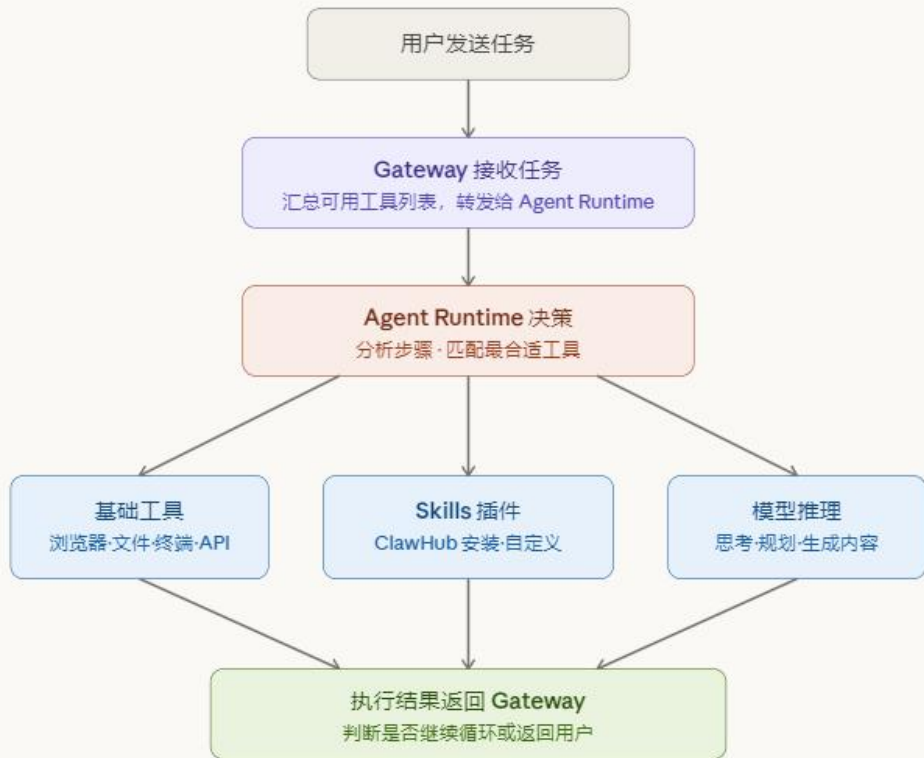 用户发送任务
Gateway 接收任务
汇总可用工具列表，转发给 Agent Runtime
Agent Runtime 决策
分析步骤·匹配最合适工具
基础工具
浏览器·文件·终端·API
Skills 插件
ClawHub 安装·自定义
模型推理
思考·规划·生成内容
执行结果返回 Gateway
判断是否继续循环或返回用户